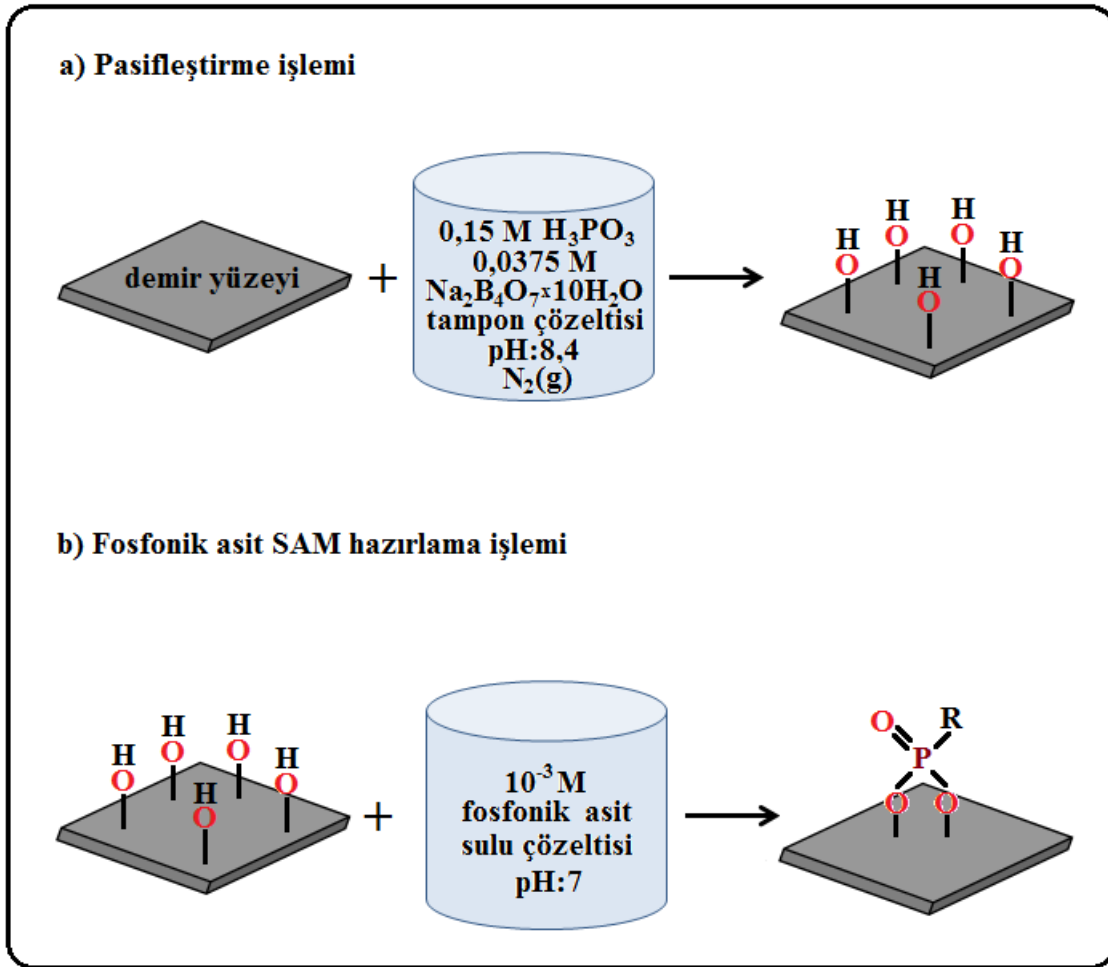 a) Pasifleştirme işlemi
demir yüzeyi
+
0,15 M H₃PO₃
0,0375 M
Na₂B₄O₇x10H₂O
tampon çözeltisi
pH:8,4
N₂(g)
H
O
H
O
H
O
H
O
H
O
b) Fosfonik asit SAM hazırlama işlemi
H
O
H
O
H
O
H
O
H
O
+
10⁻³ M
fosfonik asit
sulu çözeltisi
pH:7
O
R
P
O
O